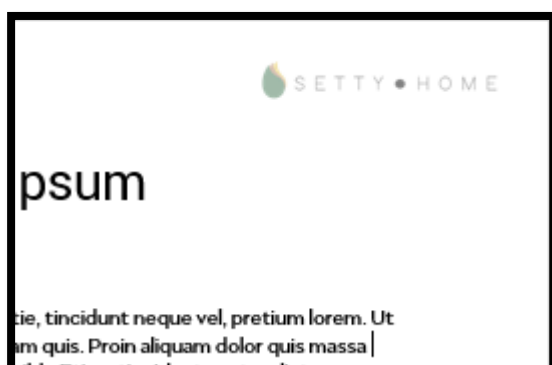 SETTY•HOME
psum
tie, tincidunt neque vel, pretium lorem. Ut
am quis. Proin aliquam dolor quis massa